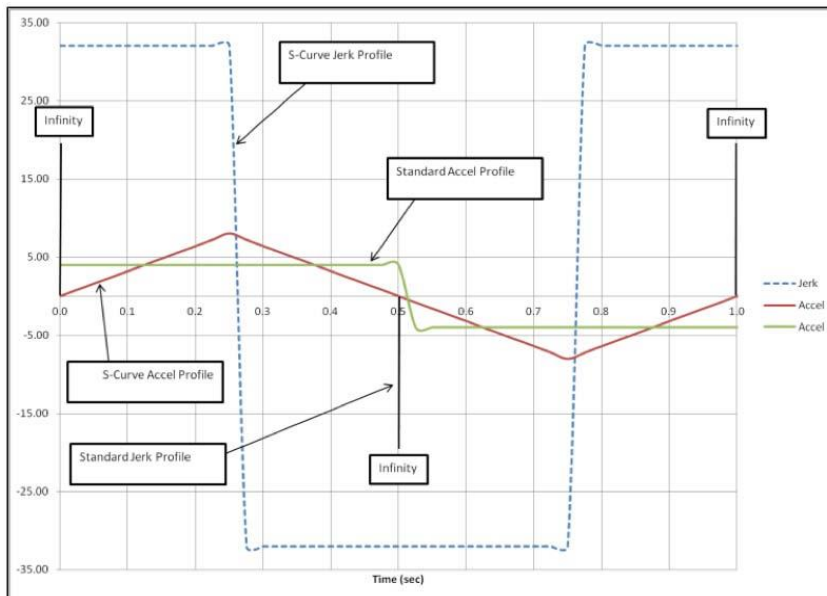 35.00
S-Curve Jerk Profile
25.00
Infinity
Infinity
15.00
Standard Accel Profile
5.00
Jerk
Accel
Accel
0.0 0.1 0.2 0.3 0.4 0.5 0.6 0.7 0.8 0.9 1.0
-5.00
S-Curve Accel Profile
-15.00
Standard Jerk Profile
Infinity
-25.00
-35.00
Time (sec)